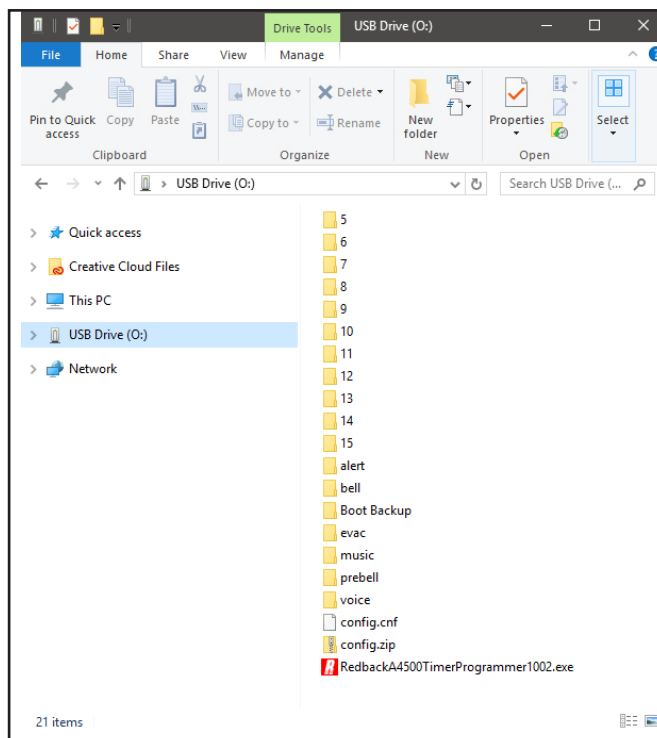 Drive Tools USB Drive (O:)
File Home Share View Manage
Pin to Quick access
Copy
Paste
Move to
Copy to
Delete
Rename
New folder
Properties
Select
Clipboard Organize New Open
USB Drive (O:)
Search USB Drive (...
Quick access
Creative Cloud Files
This PC
USB Drive (O:)
Network
5
6
7
8
9
10
11
12
13
14
15
alert
bell
Boot Backup
evac
music
prebell
voice
config.cnf
config.zip
RedbackA4500TimerProgrammer1002.exe
21 items